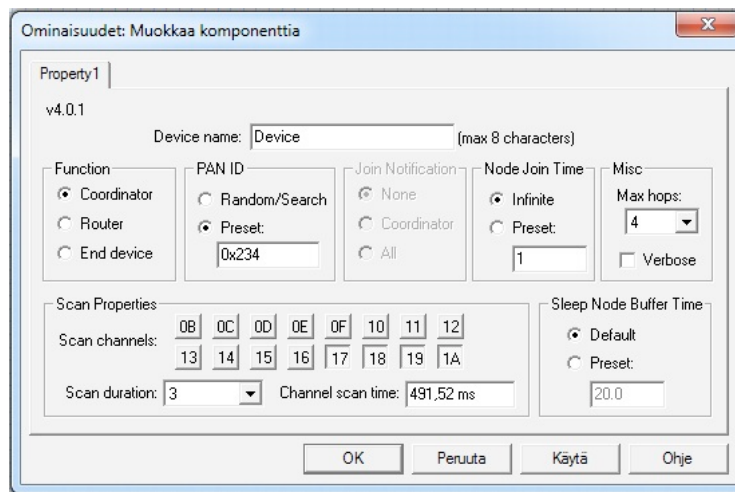 Ominaisuudet: Muokkaa komponenttia
Property1
v4.0.1
Device name: Device (max 8 characters)
Function PAN ID Join Notification Node Join Time Misc
Coordinator Random/Search None Infinite Max hops:
Router Preset: Coordinator Preset: 4
End device 0x234 All 1 Verbose
Scan Properties Sleep Node Buffer Time
Scan channels: 0B 0C 0D 0E 0F 10 11 12 Default
13 14 15 16 17 18 19 1A Preset:
Scan duration: 3 Channel scan time: 491,52 ms 20.0
OK Peruuta Käytä Ohje